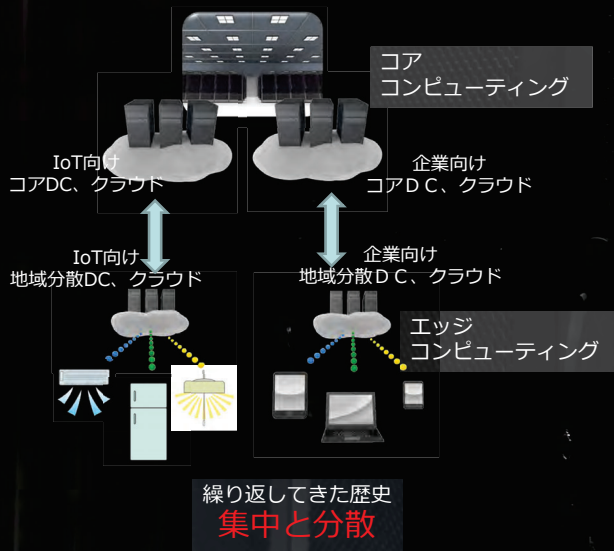 コア
コンピューティング
IoT向け
コアDC、クラウド
企業向け
コアＤＣ、クラウド
IoT向け
地域分散DC、クラウド
企業向け
地域分散ＤＣ、クラウド
エッジ
コンピューティング
繰り返してきた歴史
集中と分散